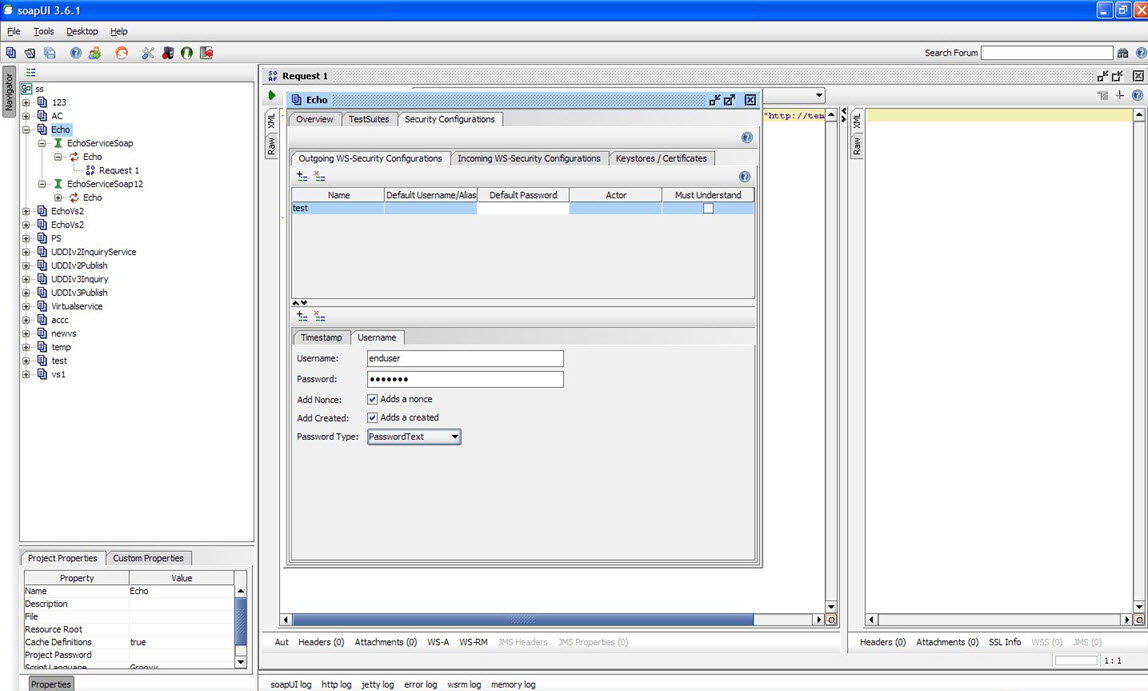 soapUI 3.6.1
File Tools Desktop Help
Search Forum
Navigator
ss
123
AC
Echo
EchoServiceSoap
Echo
Request 1
EchoServiceSoap12
Echo
EchoVs2
EchoVs2
PS
UDDIv2InquiryService
UDDIv2Publish
UDDIv3Inquiry
UDDIv3Publish
Virtualservice
accc
newvs
temp
test
vs1
Project Properties Custom Properties
Property Value
Name Echo
Description
File
Resource Root
Cache Definitions true
Project Password
Script Language Groovy
Properties
Request 1
XML
Raw
"http://tem
Echo
Overview TestSuites Security Configurations
Outgoing WS-Security Configurations Incoming WS-Security Configurations Keystores / Certificates
Name Default Username/Alias Default Password Actor Must Understand
test
Timestamp Username
Username: enduser
Password: •••••••
Add Nonce: Adds a nonce
Add Created: Adds a created
Password Type: PasswordText
Aut Headers (0) Attachments (0) WS-A WS-RM JMS Headers JMS Properties (0)
XML
Raw
Headers (0) Attachments (0) SSL Info WSS (0) JMS (0)
1 : 1
soapUI log http log jetty log error log wsrm log memory log